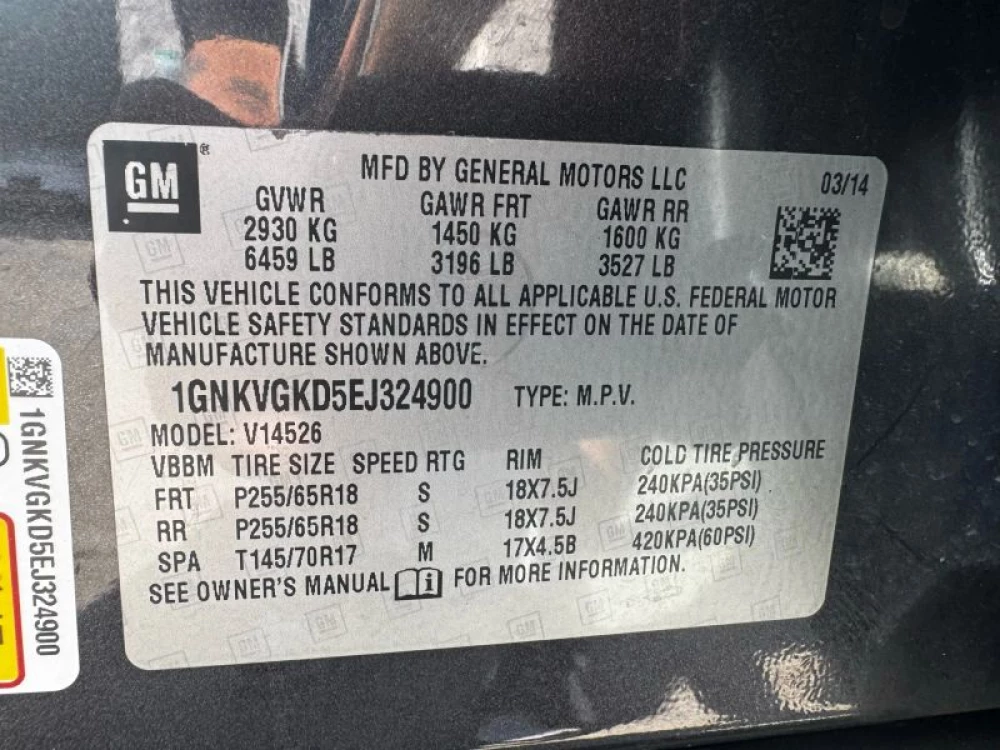 GM
MFD BY GENERAL MOTORS LLC
03/14
GVWR GAWR FRT GAWR RR
2930 KG 1450 KG 1600 KG
6459 LB 3196 LB 3527 LB
THIS VEHICLE CONFORMS TO ALL APPLICABLE U.S. FEDERAL MOTOR
VEHICLE SAFETY STANDARDS IN EFFECT ON THE DATE OF
MANUFACTURE SHOWN ABOVE.
1GNKVGKD5EJ324900 TYPE: M.P.V.
MODEL: V14526
VBBM TIRE SIZE SPEED RTG RIM COLD TIRE PRESSURE
FRT P255/65R18 S 18X7.5J 240KPA(35PSI)
RR P255/65R18 S 18X7.5J 240KPA(35PSI)
SPA T145/70R17 M 17X4.5B 420KPA(60PSI)
SEE OWNER'S MANUAL i FOR MORE INFORMATION.
1GNKVGKD5EJ324900